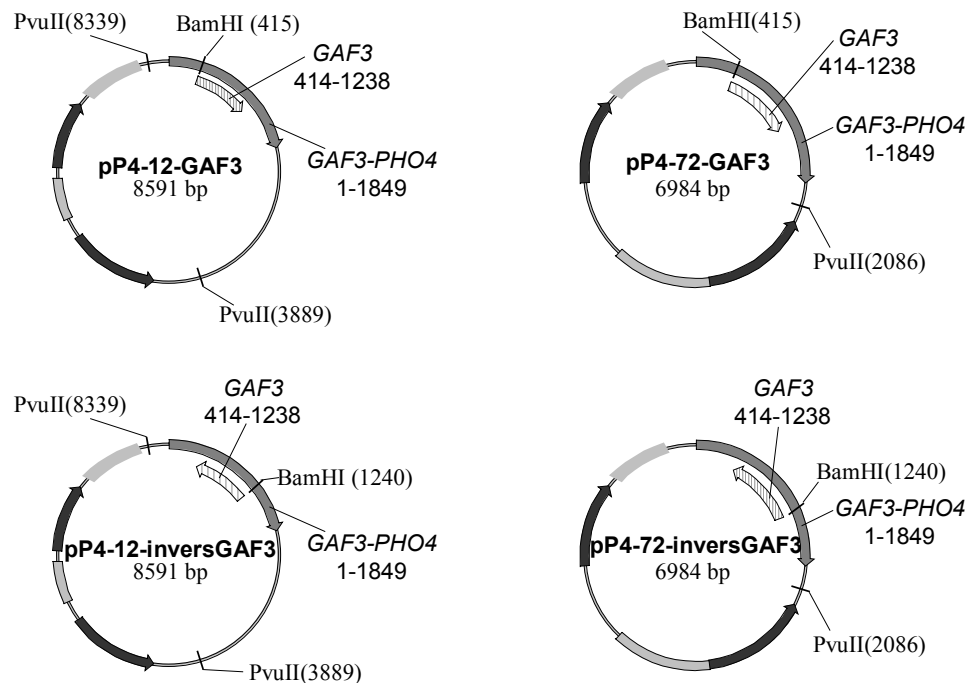 PvuII(8339)
BamHI (415)
GAF3
414-1238
GAF3-PHO4
1-1849
pP4-12-GAF3
8591 bp
PvuII(3889)
BamHI(415)
GAF3
414-1238
GAF3-PHO4
1-1849
pP4-72-GAF3
6984 bp
PvuII(2086)
PvuII(8339)
GAF3
414-1238
BamHI (1240)
GAF3-PHO4
1-1849
pP4-12-inversGAF3
8591 bp
PvuII(3889)
GAF3
414-1238
BamHI(1240)
GAF3-PHO4
1-1849
pP4-72-inversGAF3
6984 bp
PvuII(2086)